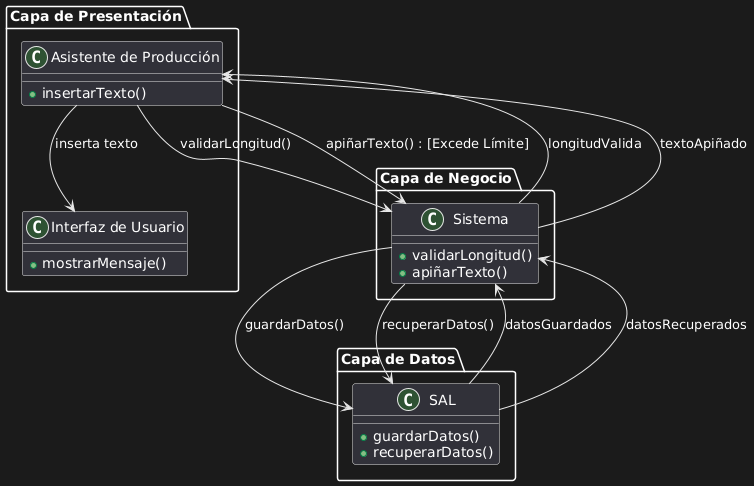 Capa de Presentación
C Asistente de Producción
insertarTexto()
inserta texto
validarLongitud()
apiñarTexto() : [Excede Límite]
longitudValida
textoApiñado
C Interfaz de Usuario
mostrarMensaje()
Capa de Negocio
C Sistema
validarLongitud()
apiñarTexto()
guardarDatos()
recuperarDatos()
datosGuardados
datosRecuperados
Capa de Datos
C SAL
guardarDatos()
recuperarDatos()